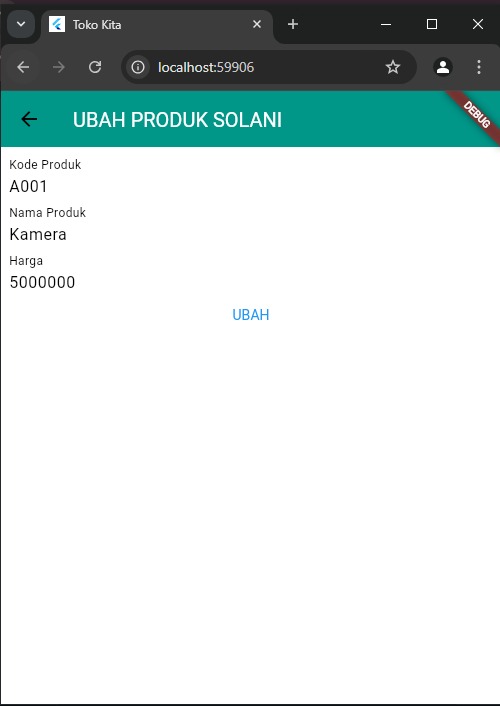 Toko Kita
localhost:59906
UBAH PRODUK SOLANI
DEBUG
Kode Produk
A001
Nama Produk
Kamera
Harga
5000000
UBAH